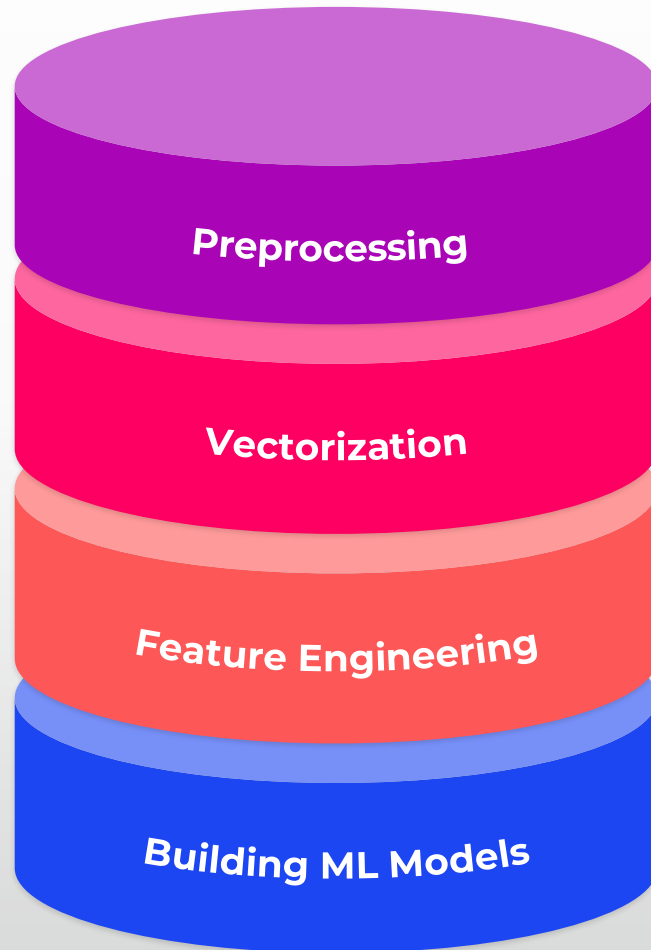 Preprocessing
Vectorization
Feature Engineering
Building ML Models